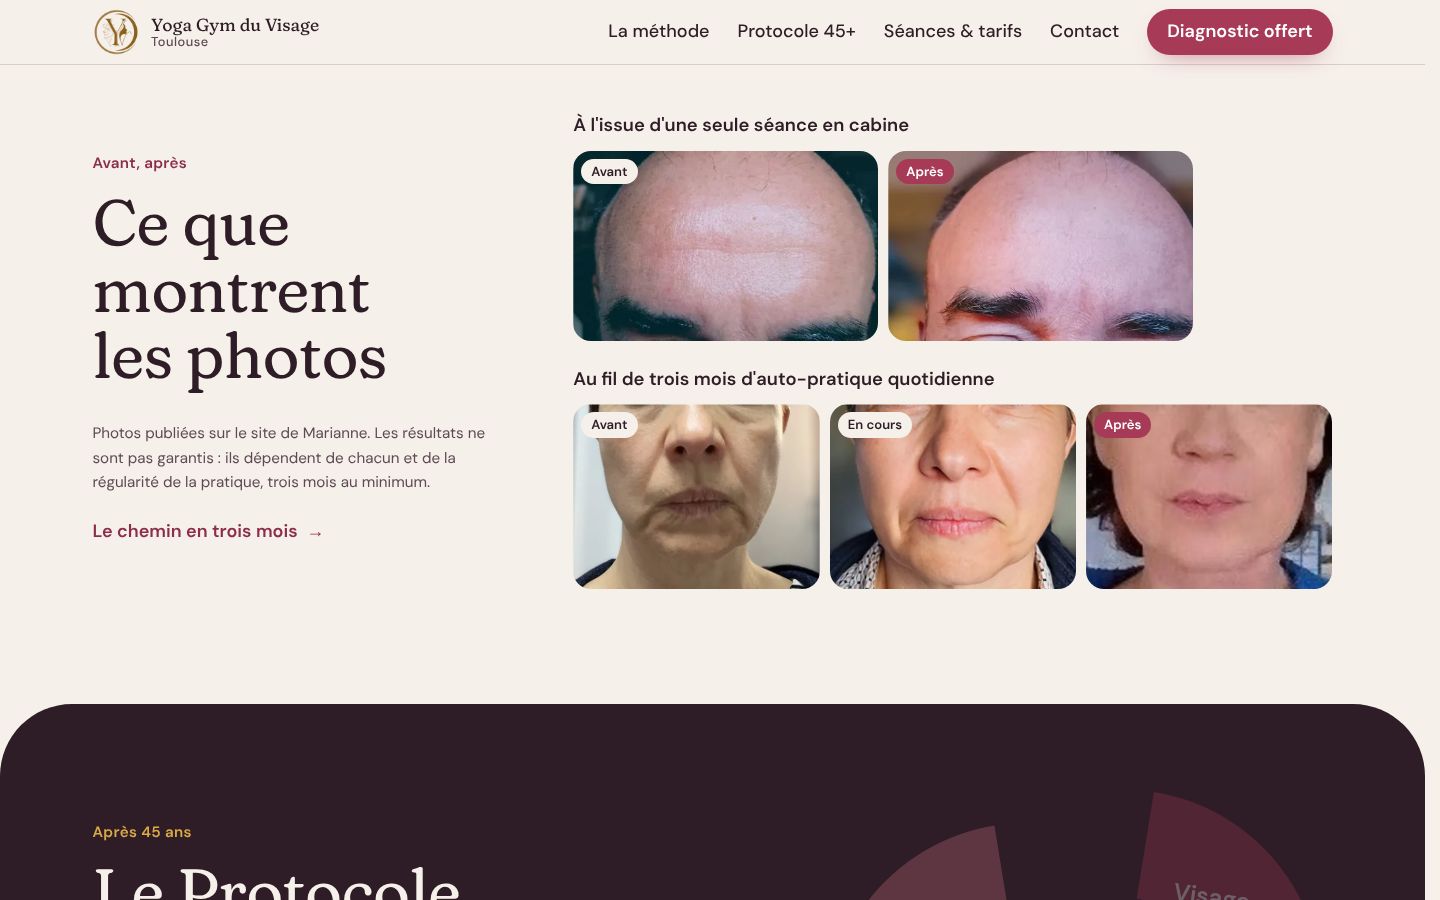 Yoga Gym du Visage
Toulouse
La méthode
Protocole 45+
Séances & tarifs
Contact
Diagnostic offert
Avant, après
Ce que
montrent
les photos
Photos publiées sur le site de Marianne. Les résultats ne
sont pas garantis : ils dépendent de chacun et de la
régularité de la pratique, trois mois au minimum.
Le chemin en trois mois →
À l'issue d'une seule séance en cabine
Avant
Après
Au fil de trois mois d'auto-pratique quotidienne
Avant
En cours
Après
Après 45 ans
Le Protocole
Visage